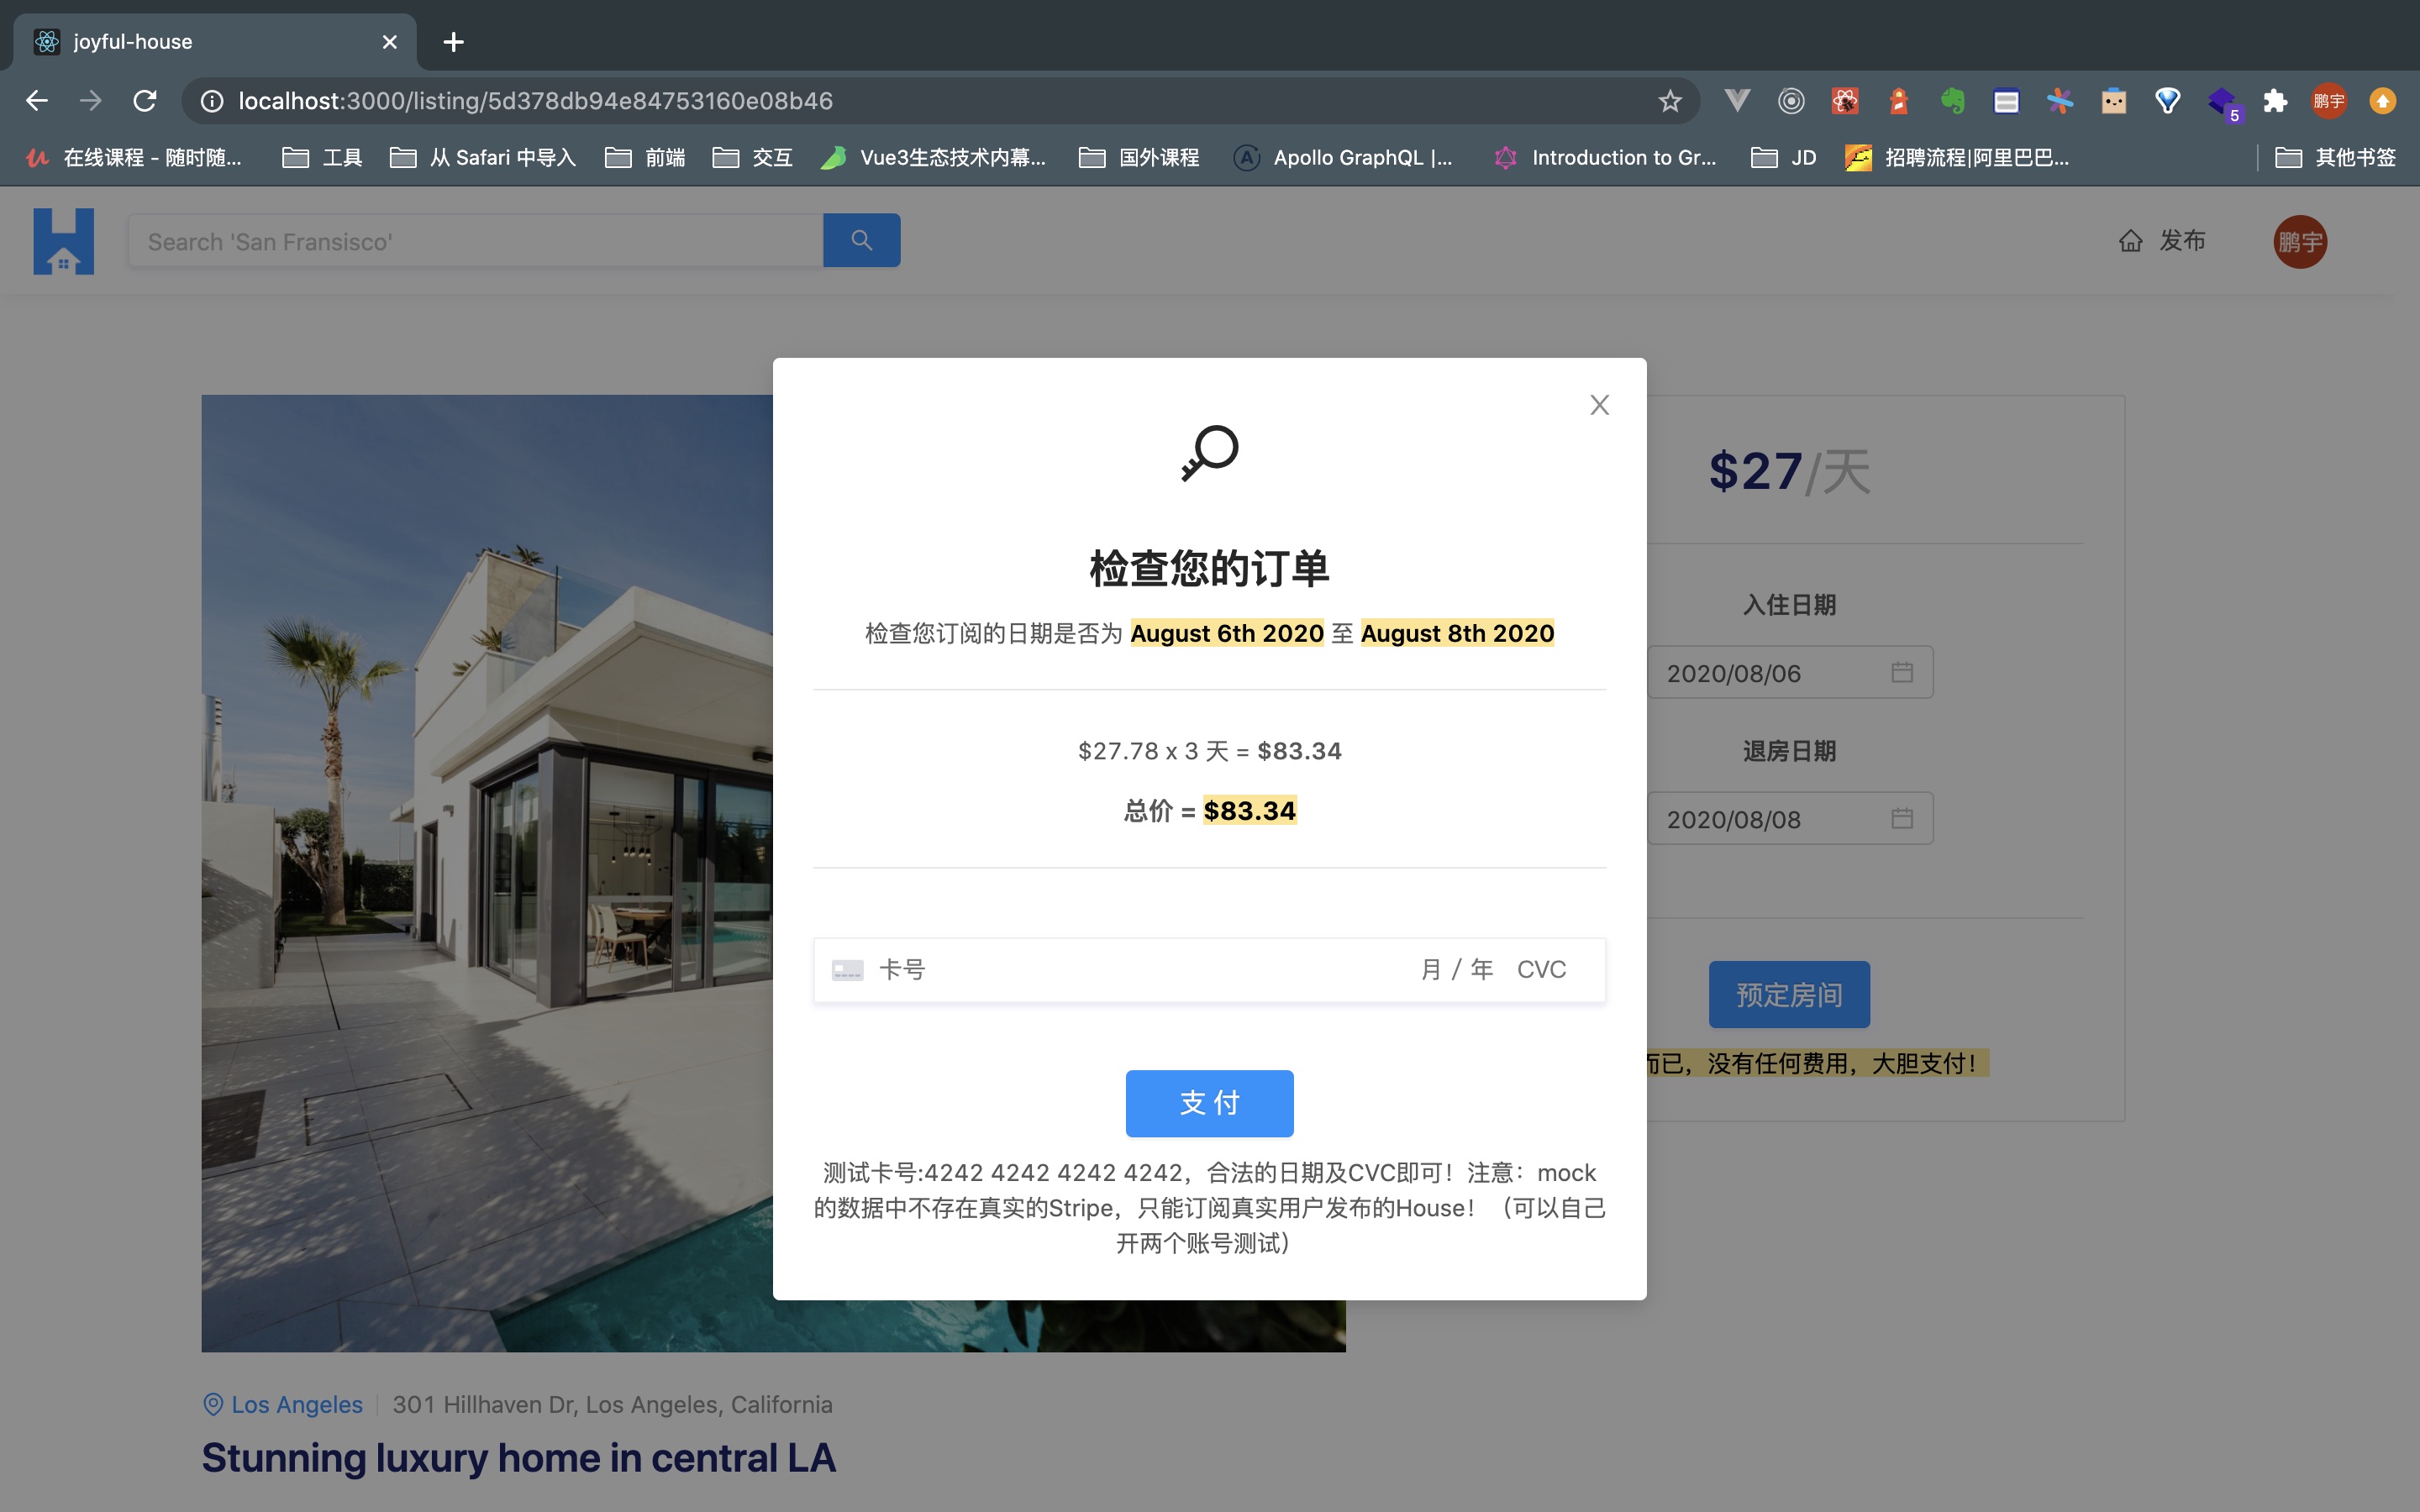 joyful-house
localhost:3000/listing/5d378db94e84753160e08b46
鹏宇
5
在线课程 - 随时随...
工具
从 Safari 中导入
前端
交互
Vue3生态技术内幕...
国外课程
Apollo GraphQL |...
Introduction to Gr...
JD
招聘流程|阿里巴巴...
其他书签
Search 'San Fransisco'
发布
鹏宇
检查您的订单
检查您订阅的日期是否为 August 6th 2020 至 August 8th 2020
$27.78 x 3 天 = $83.34
总价 = $83.34
卡号
月 / 年
CVC
支 付
测试卡号:4242 4242 4242 4242，合法的日期及CVC即可！注意：mock
的数据中不存在真实的Stripe，只能订阅真实用户发布的House！（可以自己
开两个账号测试）
$27/天
入住日期
2020/08/06
退房日期
2020/08/08
预定房间
而已，没有任何费用，大胆支付！
Los Angeles
301 Hillhaven Dr, Los Angeles, California
Stunning luxury home in central LA